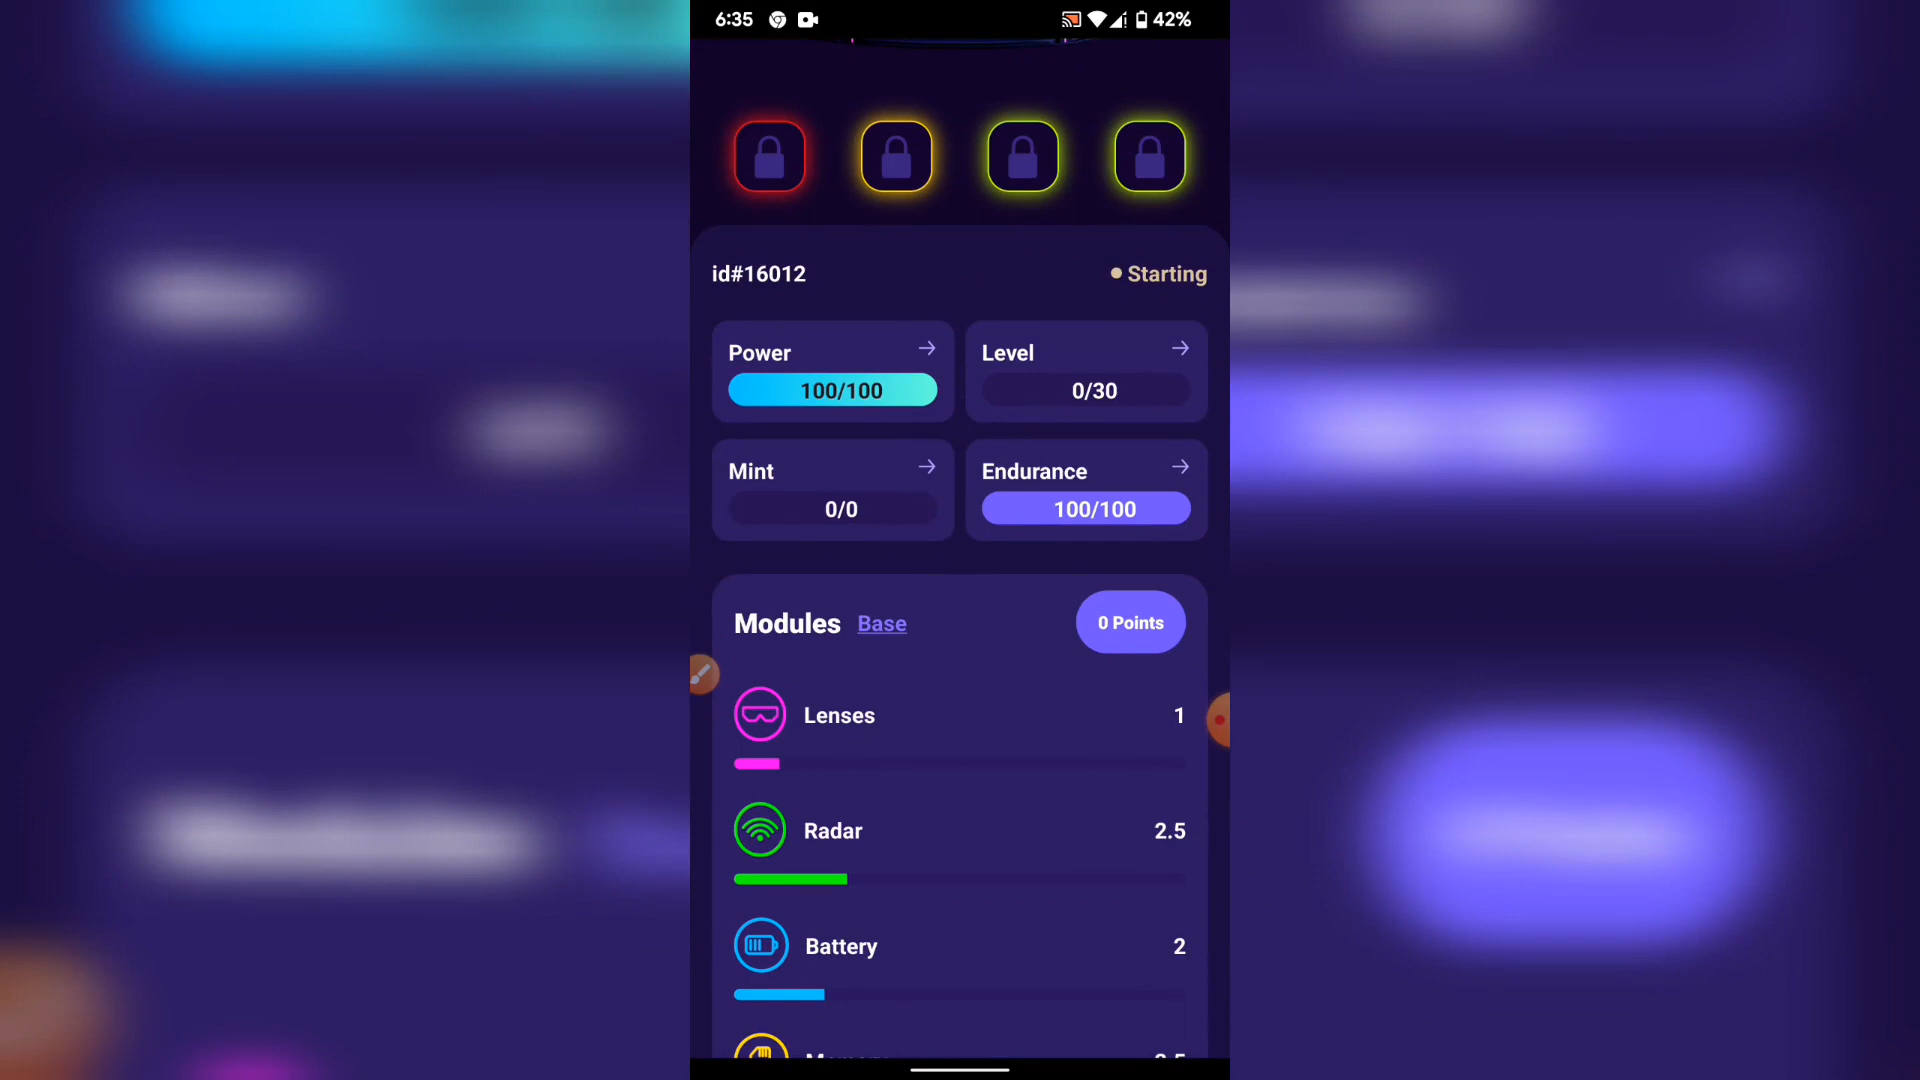 6:35 42%
id#16012 Starting
Power Level
100/100 0/30
Mint Endurance
0/0 100/100
Modules Base 0 Points
Lenses 1
Radar 2.5
Battery 2